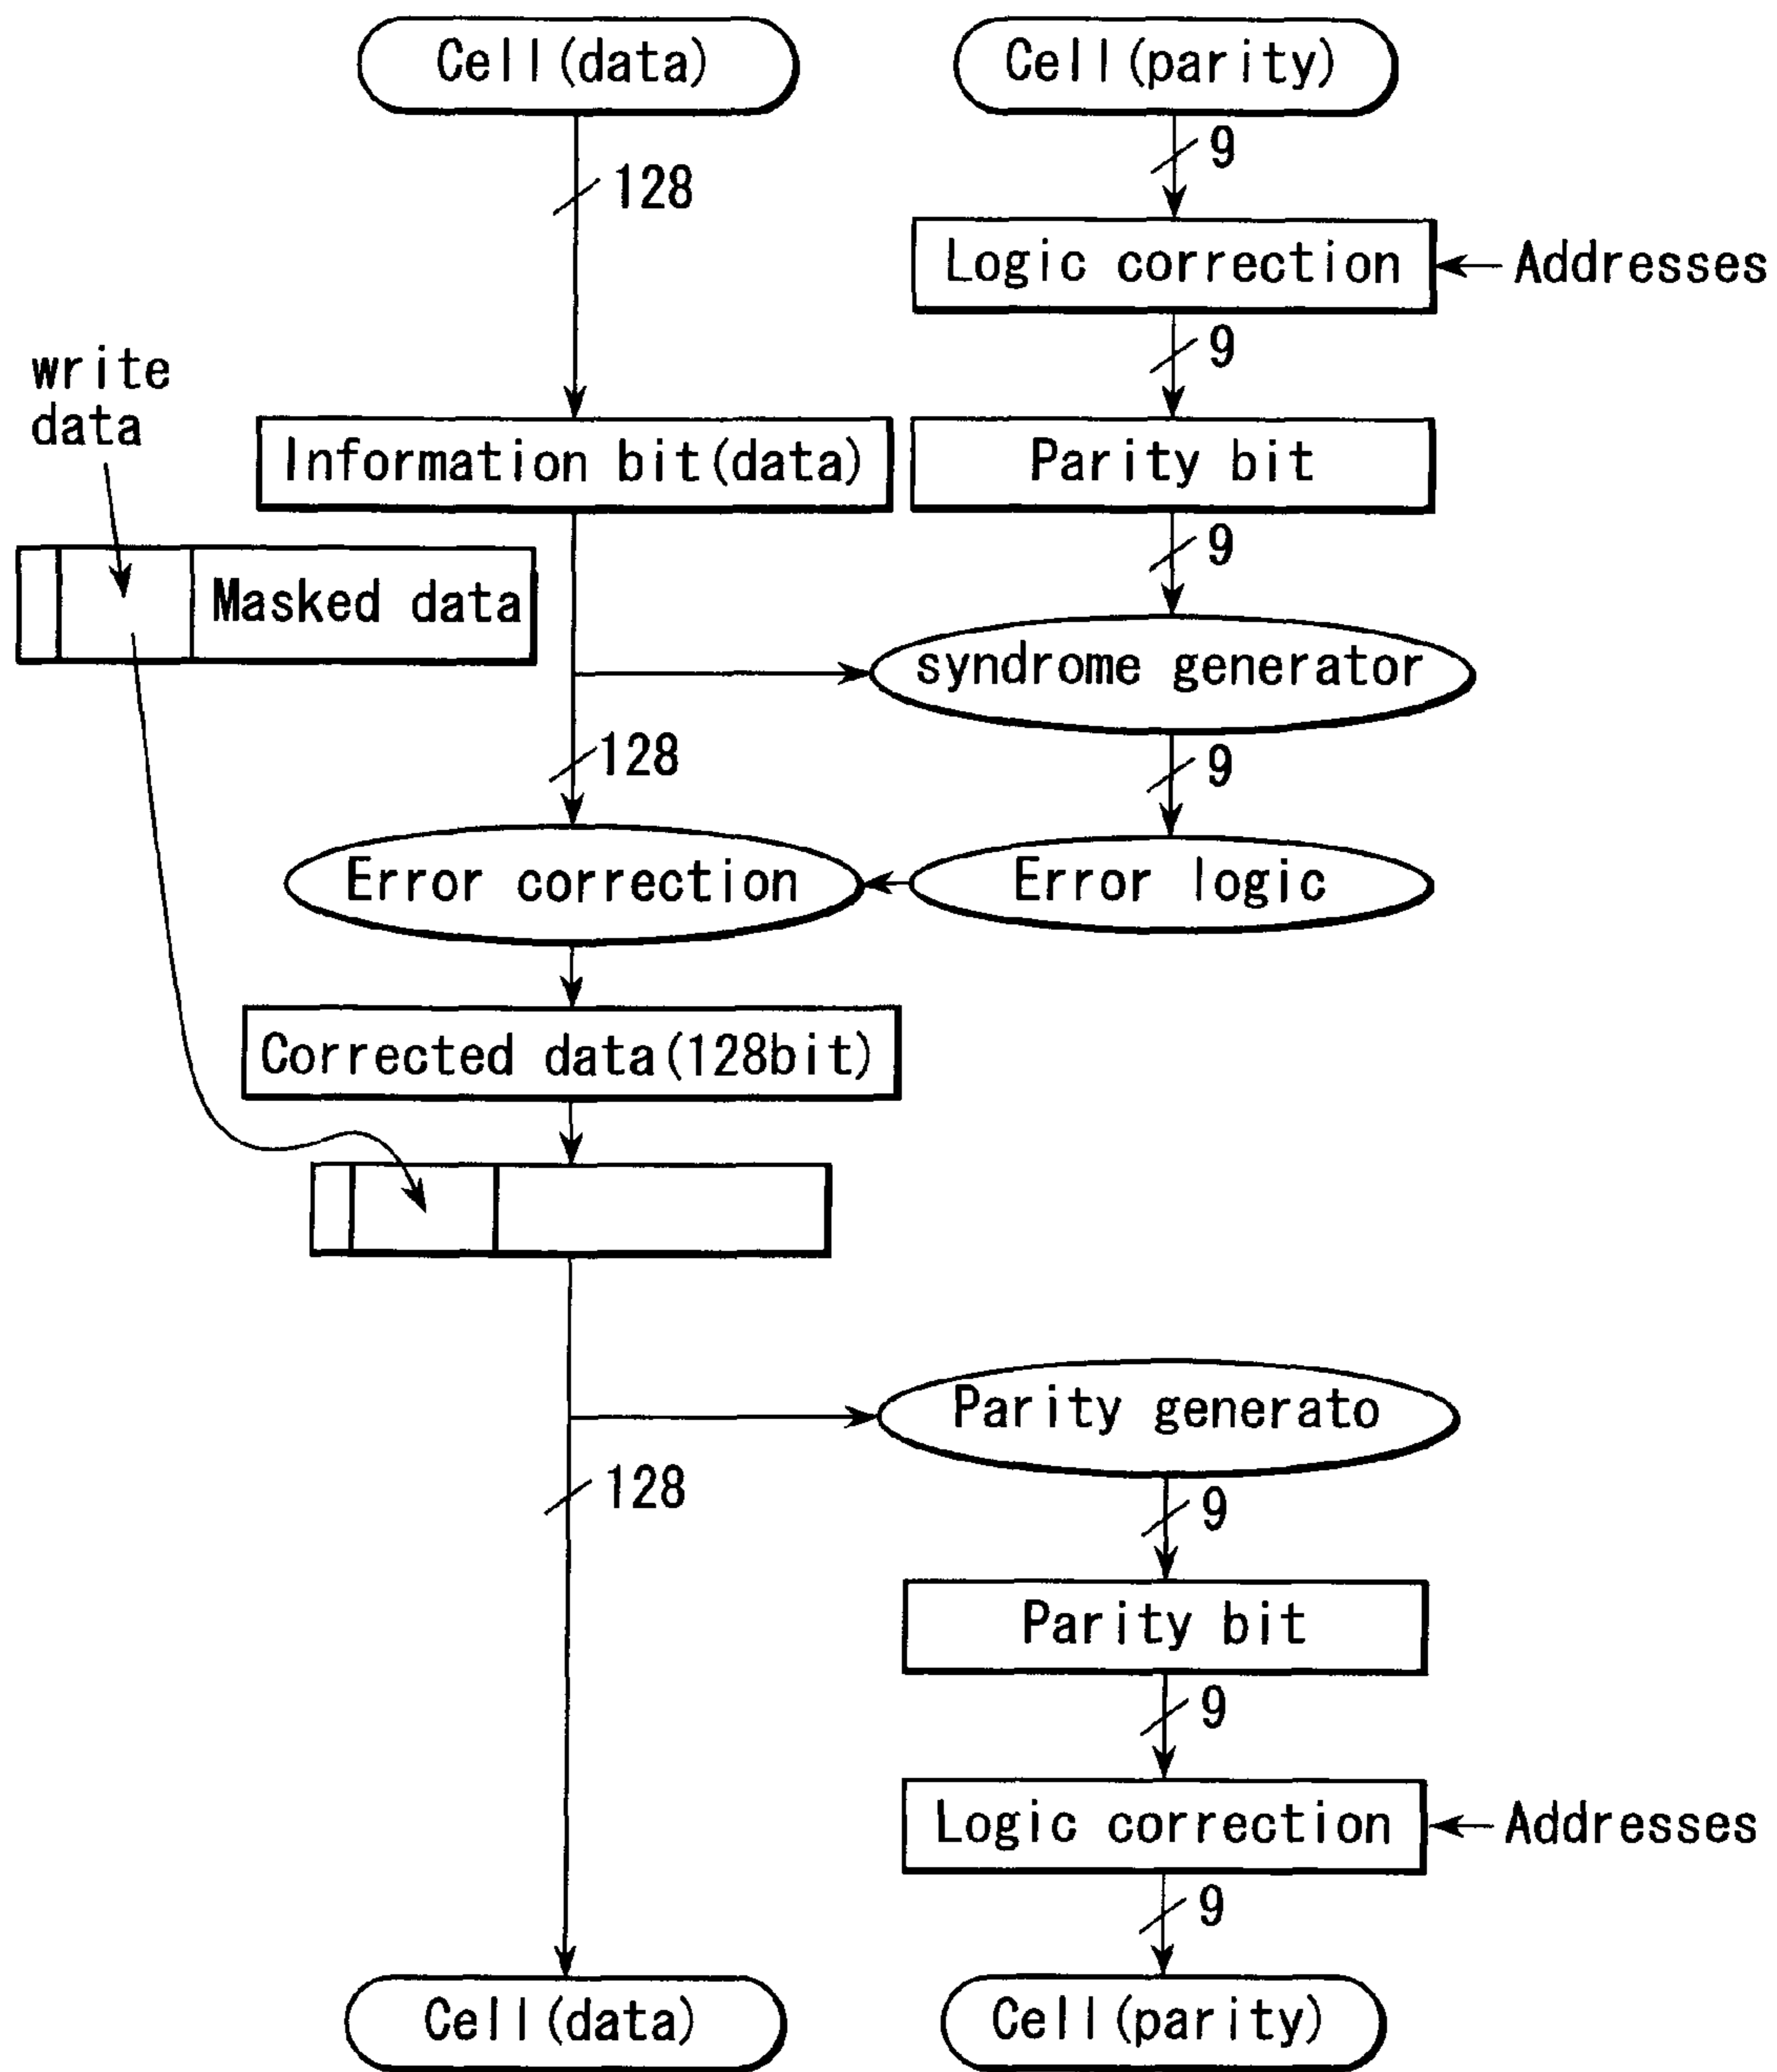 Cell(data)
Cell(parity)
9
128
Logic correction
Addresses
9
write
data
Information bit(data)
Parity bit
9
Masked data
syndrome generator
128
9
Error correction
Error logic
Corrected data(128bit)
Parity generato
128
9
Parity bit
9
Logic correction
Addresses
9
Cell(data)
Cell(parity)